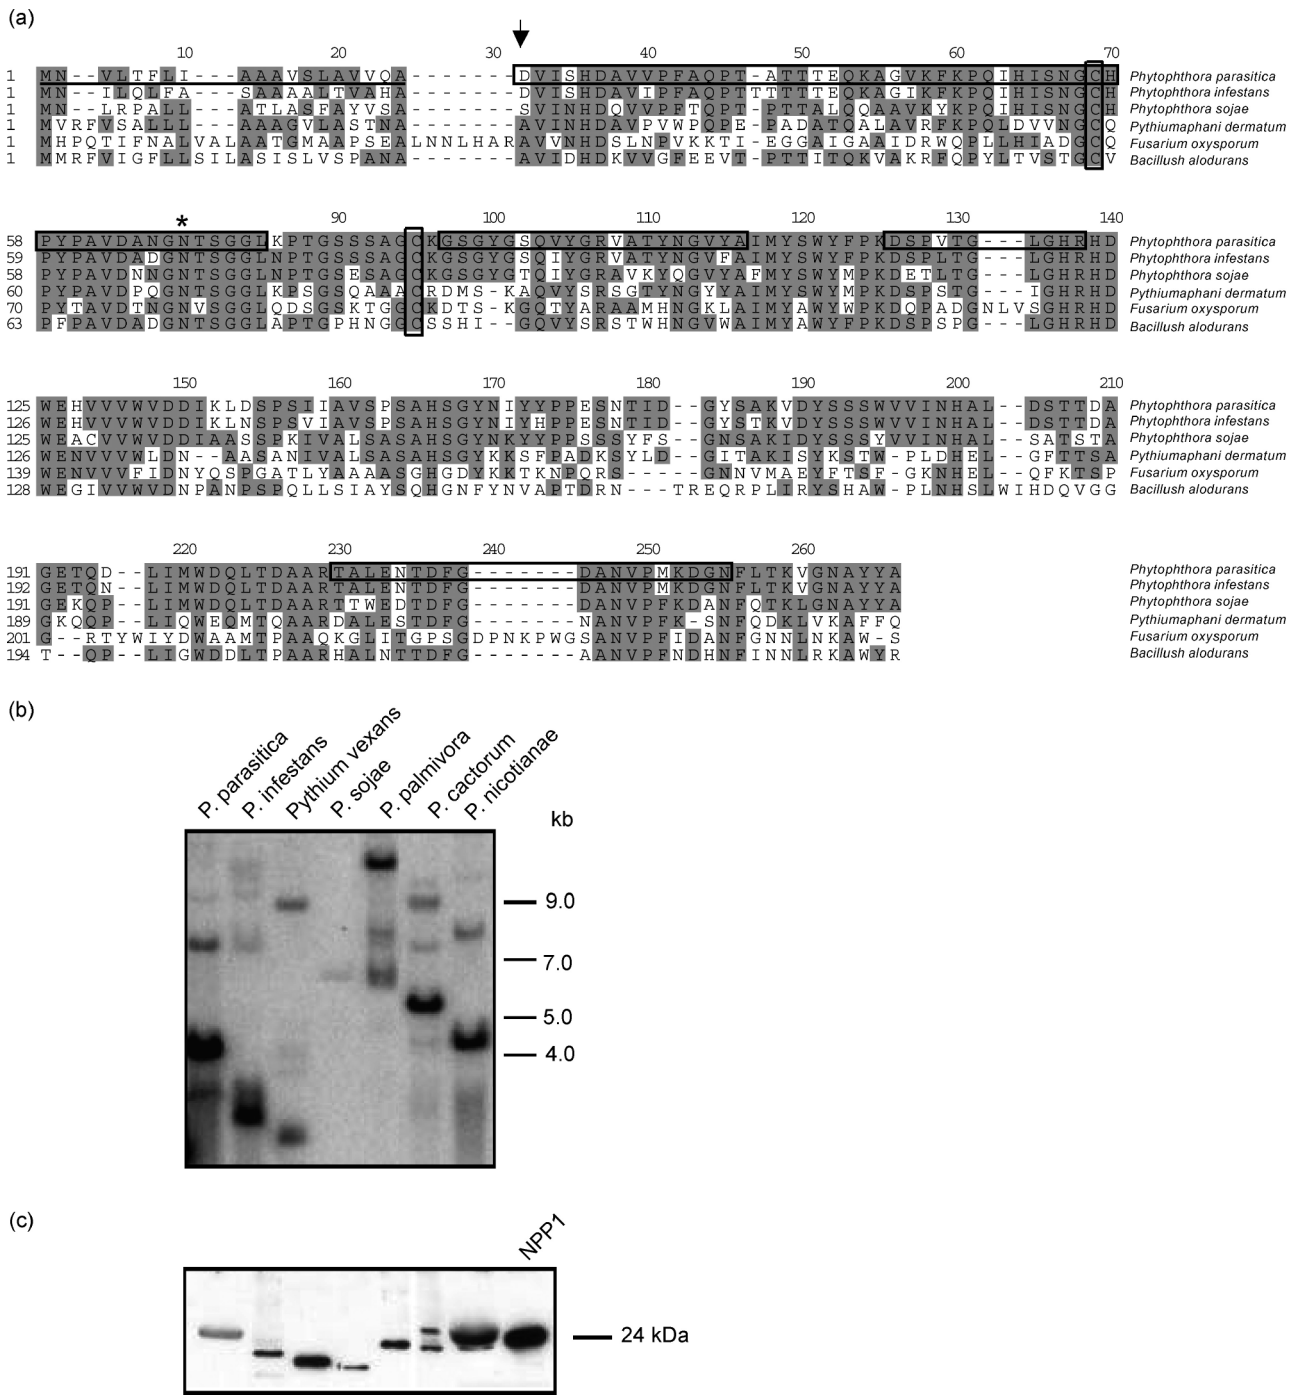 (a)
10 20 30 40 50 60 70
1 MN--VLTFLI---AAAVSLAVVQA-------DVISHDAVVPFAQPT-ATTTEQKAGVKFKPQIHISNGCH Phytophthora parasitica
1 MN--ILQLFA---SAAAALTVAHA-------DVISHDAVIPFAQPTTTTTTEQKAGIKFKPQIHISNGCH Phytophthora infestans
1 MN--LRPALL---ATLASFAYVSA-------SVINHDQVVPFTQPT-PTTALQQAAVKYKPQIHISNGCH Phytophthora sojae
1 MVRFVSALLL---AAAGVLASTNA-------AVINHDAVPVWPQPE-PADATQALAVRFKPQLDVVNGCQ Pythiumaphani dermatum
1 MHPQTIFNALVALAATGMAAPSEALNNLHARAVVNHDSLNPVKKTI-EGGAIGAAIDRWQPLLHIADGCQ Fusarium oxysporum
1 MMRFVIGFLLSILASISLVSPANA-------AVIDHDKVVGFEEVT-PTTITQKVAKRFQPYLTVSTGCV Bacillush alodurans
*
90 100 110 120 130 140
58 PYPAVDANGNTSGGLKPTGSSSAGCKGSGYGSQVYGRVATYNGVYAIMYSWYFPKDSPVTG---LGHRHD Phytophthora parasitica
59 PYPAVDADGNTSGGLNPTGSSSAGCKGSGYGSQIYGRVATYNGVFAIMYSWYFPKDSPLTG---LGHRHD Phytophthora infestans
58 PYPAVDNNGNTSGGLNPTGSESAGCKGSGYGTQIYGRAVKYQGVYAFMYSWYMPKDETLTG---LGHRHD Phytophthora sojae
60 PYPAVDPQGNTSGGLKPSGSQAAACRDMS-KAQVYSRSGTYNGYYAIMYSWYMPKDSPSTG---IGHRHD Pythiumaphani dermatum
70 PYTAVDTNGNVSGGLQDSGSKTGGCKDTS-KGQTYARAAMHNGKLAIMYAWYWPKDQPADGNLVSGHRHD Fusarium oxysporum
63 PFPAVDADGNTSGGLAPTGPHNGGCSSHI-GQVYSRSTWHNGVWAIMYAWYFPKDSPSPG---LGHRHD Bacillush alodurans
150 160 170 180 190 200 210
125 WEHVVVWVDDIKLDSPSIIAVSPSAHSGYNIYYPPESNTID--GYSAKVDYSSSWVVINHAL--DSTTDA Phytophthora parasitica
126 WEHVVVWVDDIKLNSPSVIAVSPSAHSGYNIYHPPESNTID--GYSTKVDYSSSWVVINHAL--DSTTDA Phytophthora infestans
125 WEACVVWVDDIAASSPKIVALSASAHSGYNKYYPPSSSYFS--GNSAKIDYSSSYVVINHAL--SATSTA Phytophthora sojae
126 WENVVVWLDN--AASANIVALSASAHSGYKKSFPADKSYLD--GITAKISYKSTW-PLDHEL--GFTTSA Pythiumaphani dermatum
139 WENVVVFIDNYQSPGATLYAAAASGHGDYKKTKNPQRS----GNNVMAEYFTSF-GKNHEL--QFKTSP Fusarium oxysporum
128 WEGIVVWVDNPANPSPQLLSIAYSQHGNFYNVAPTDRN---TREQRPLIRYSHAW-PLNHSLWIHDQVGG Bacillush alodurans
220 230 240 250 260
191 GETQD--LIMWDQLTDAARTALENTDFG-------DANVPMKDGNFLTKVGNAYYA Phytophthora parasitica
192 GETQN--LIMWDQLTDAARTALENTDFG-------DANVPMKDGNFLTKVGNAYYA Phytophthora infestans
191 GEKQP--LIMWDQLTDAARTTWEDTDFG-------DANVPFKDANFQTKLGNAYYA Phytophthora sojae
189 GKQQP--LIQWEQMTQAARDALESTDFG-------NANVPFK-SNFQDKLVKAFFQ Pythiumaphani dermatum
201 G--RTYWIYDWAAMTPAAQKGLITGPSGDPNKPWGSANVPFIDANFGNNLNKAW-S Fusarium oxysporum
194 T--QP--LIGWDDLTPAARHALNTTDFG-------AANVPFNDHNFINNLRKAWYR Bacillush alodurans
(b)
P. parasitica
P. infestans
Pythium vexans
P. sojae
P. palmivora
P. cactorum
P. nicotianae
kb
9.0
7.0
5.0
4.0
(c)
NPP1
24 kDa